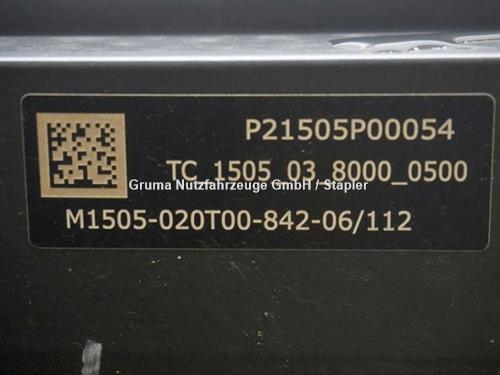 P21505P00054
TC_1505_03_8000_0500
Gruma Nutzfahrzeuge GmbH / Stapler
M1505-020T00-842-06/112